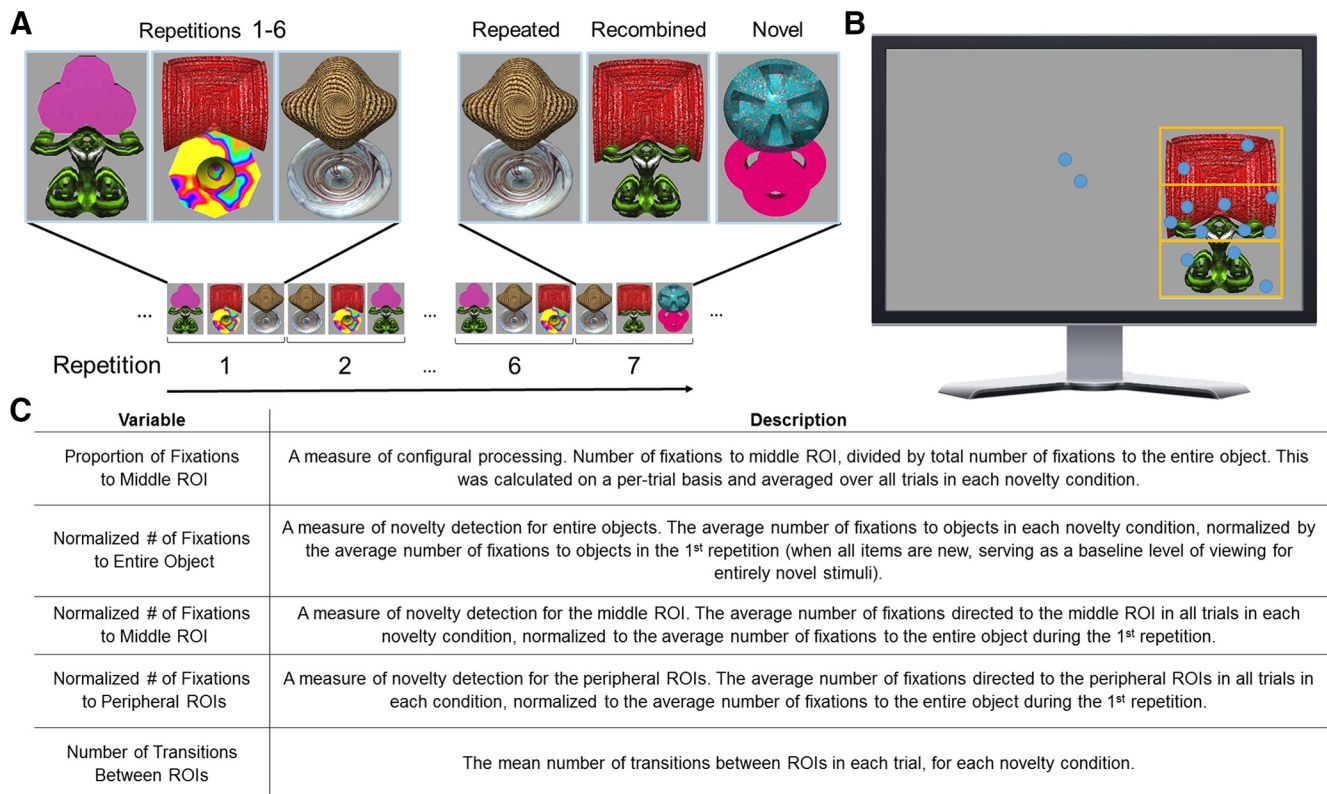 A
Repetitions 1-6
Repeated
Recombined
Novel
...
...
...
Repetition
1
2
...
6
7
B
C
Variable
Description
Proportion of Fixations
to Middle ROI
A measure of configural processing. Number of fixations to middle ROI, divided by total number of fixations to the entire object. This
was calculated on a per-trial basis and averaged over all trials in each novelty condition.
Normalized # of Fixations
to Entire Object
A measure of novelty detection for entire objects. The average number of fixations to objects in each novelty condition, normalized by
the average number of fixations to objects in the 1st repetition (when all items are new, serving as a baseline level of viewing for
entirely novel stimuli).
Normalized # of Fixations
to Middle ROI
A measure of novelty detection for the middle ROI. The average number of fixations directed to the middle ROI in all trials in each
novelty condition, normalized to the average number of fixations to the entire object during the 1st repetition.
Normalized # of Fixations
to Peripheral ROIs
A measure of novelty detection for the peripheral ROIs. The average number of fixations directed to the peripheral ROIs in all trials in
each condition, normalized to the average number of fixations to the entire object during the 1st repetition.
Number of Transitions
Between ROIs
The mean number of transitions between ROIs in each trial, for each novelty condition.